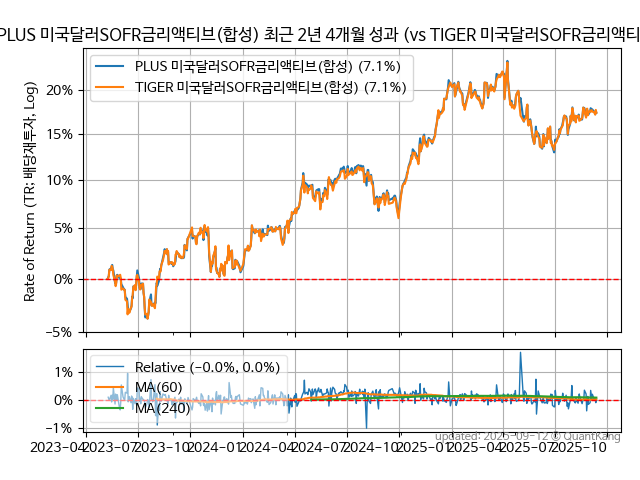 PLUS 미국달러SOFR금리액티브(합성) 최근 2년 4개월 성과 (vs TIGER 미국달러SOFR금리액티
Rate of Return (TR: 배당재투자, Log)
PLUS 미국달러SOFR금리액티브(합성) (7.1%)
TIGER 미국달러SOFR금리액티브(합성) (7.1%)
20%
15%
10%
5%
0%
−5%
Relative (−0.0%, 0.0%)
MA(60)
MA(240)
1%
0%
−1%
2023-04
2023-07
2023-10
2024-01
2024-04
2024-07
2024-10
2025-01
2025-04
2025-07
2025-10
updated: 2025-09-12 ⓒ QuantKang